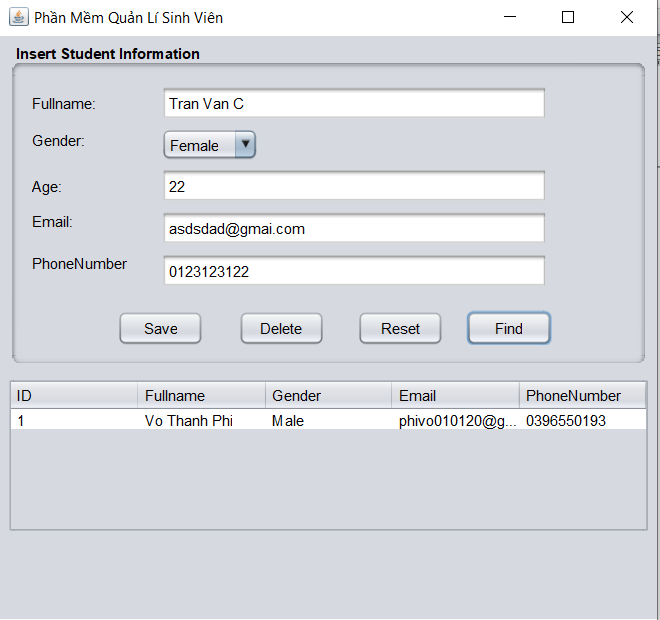 Phần Mềm Quản Lí Sinh Viên
Insert Student Information
Fullname: Tran Van C
Gender: Female
Age: 22
Email: asdsdad@gmai.com
PhoneNumber 0123123122
Save Delete Reset Find
ID Fullname Gender Email PhoneNumber
1 Vo Thanh Phi Male phivo010120@g... 0396550193